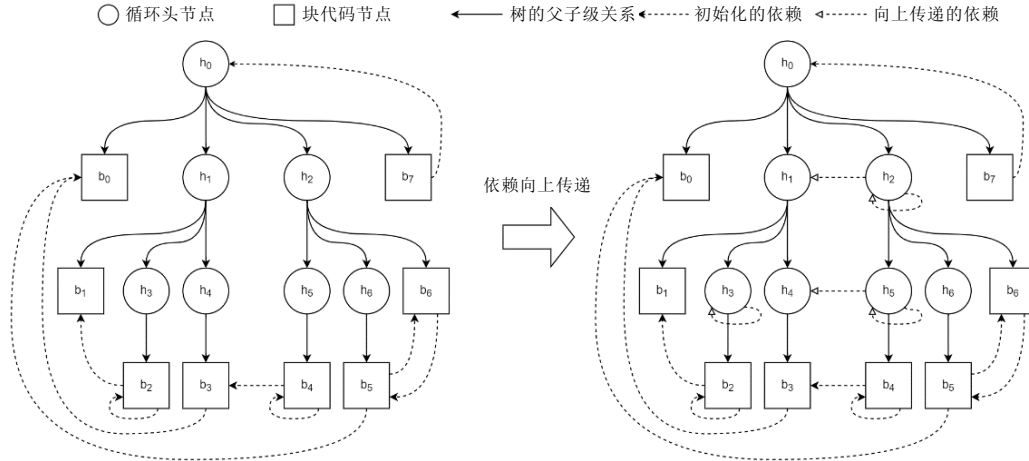 循环头节点 块代码节点 树的父子级关系 初始化的依赖 向上传递的依赖
h0 h0
b0 h1 h2 b7 b0 h1 h2 b7
依赖向上传递
b1 h3 h4 h5 h6 b6 b1 h3 h4 h5 h6 b6
b2 b3 b4 b5 b2 b3 b4 b5